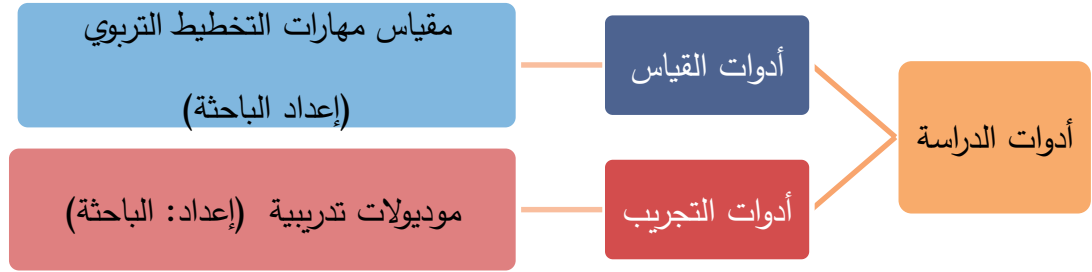 أدوات الدراسة
أدوات القياس
مقياس مهارات التخطيط التربوي
(إعداد الباحثة)
أدوات التجريب
موديولات تدريبية (إعداد: الباحثة)